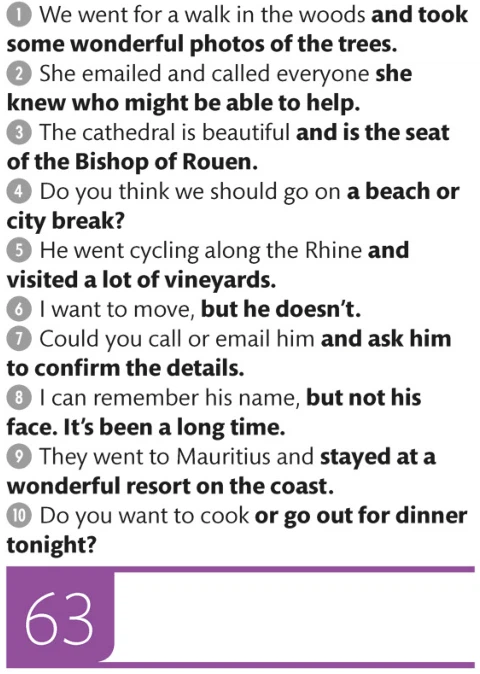 1 We went for a walk in the woods and took
some wonderful photos of the trees.
2 She emailed and called everyone she
knew who might be able to help.
3 The cathedral is beautiful and is the seat
of the Bishop of Rouen.
4 Do you think we should go on a beach or
city break?
5 He went cycling along the Rhine and
visited a lot of vineyards.
6 I want to move, but he doesn't.
7 Could you call or email him and ask him
to confirm the details.
8 I can remember his name, but not his
face. It's been a long time.
9 They went to Mauritius and stayed at a
wonderful resort on the coast.
10 Do you want to cook or go out for dinner
tonight?
63